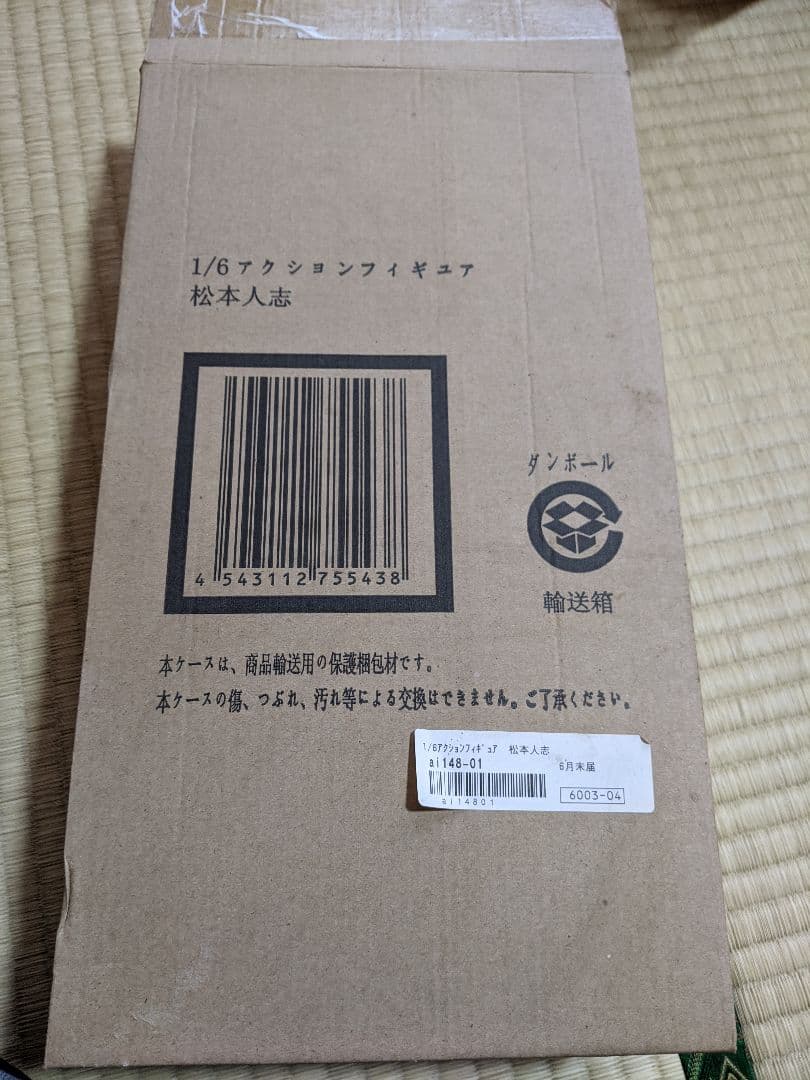 1/6アクションフィギュア
松本人志
4 543112 755438
ダンボール
輸送箱
本ケースは、商品輸送用の保護梱包材です。
本ケースの傷、つぶれ、汚れ等による交換はできません。ご了承ください。
1/6アクションフィギュア 松本人志
ai148-01
6月末届
ai14801
6003-04